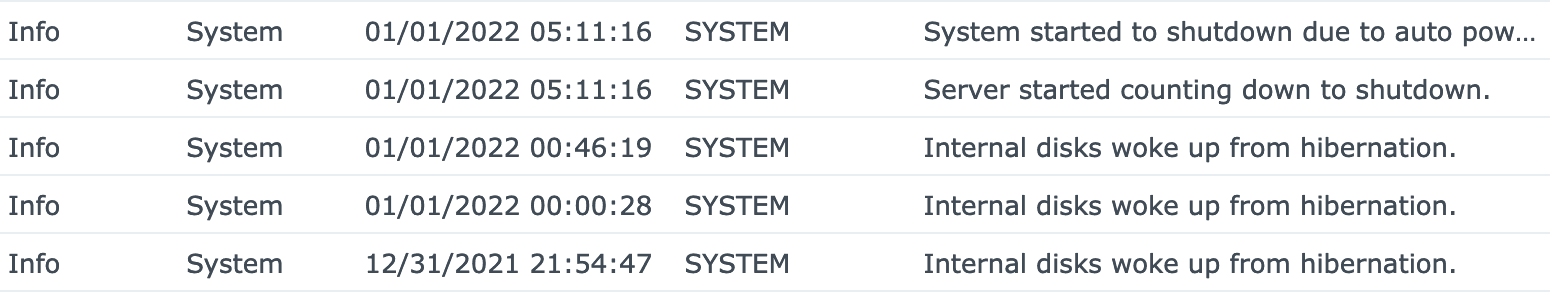 Info System 01/01/2022 05:11:16 SYSTEM System started to shutdown due to auto pow...
Info System 01/01/2022 05:11:16 SYSTEM Server started counting down to shutdown.
Info System 01/01/2022 00:46:19 SYSTEM Internal disks woke up from hibernation.
Info System 01/01/2022 00:00:28 SYSTEM Internal disks woke up from hibernation.
Info System 12/31/2021 21:54:47 SYSTEM Internal disks woke up from hibernation.